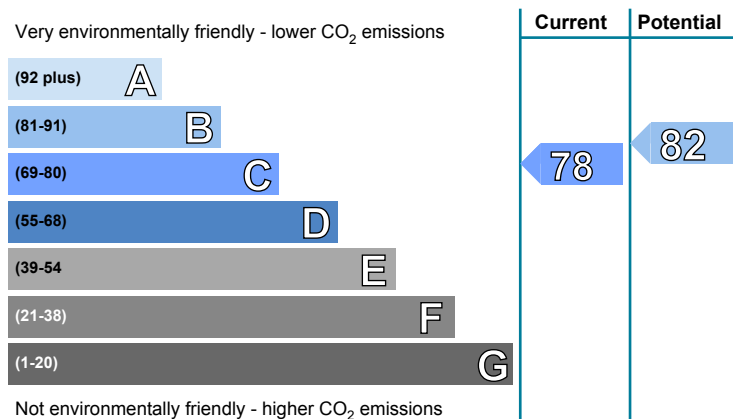 Very environmentally friendly - lower CO₂ emissions
Current
Potential
(92 plus) A
(81-91) B
(69-80) C
(55-68) D
(39-54 E
(21-38) F
(1-20) G
78
82
Not environmentally friendly - higher CO₂ emissions